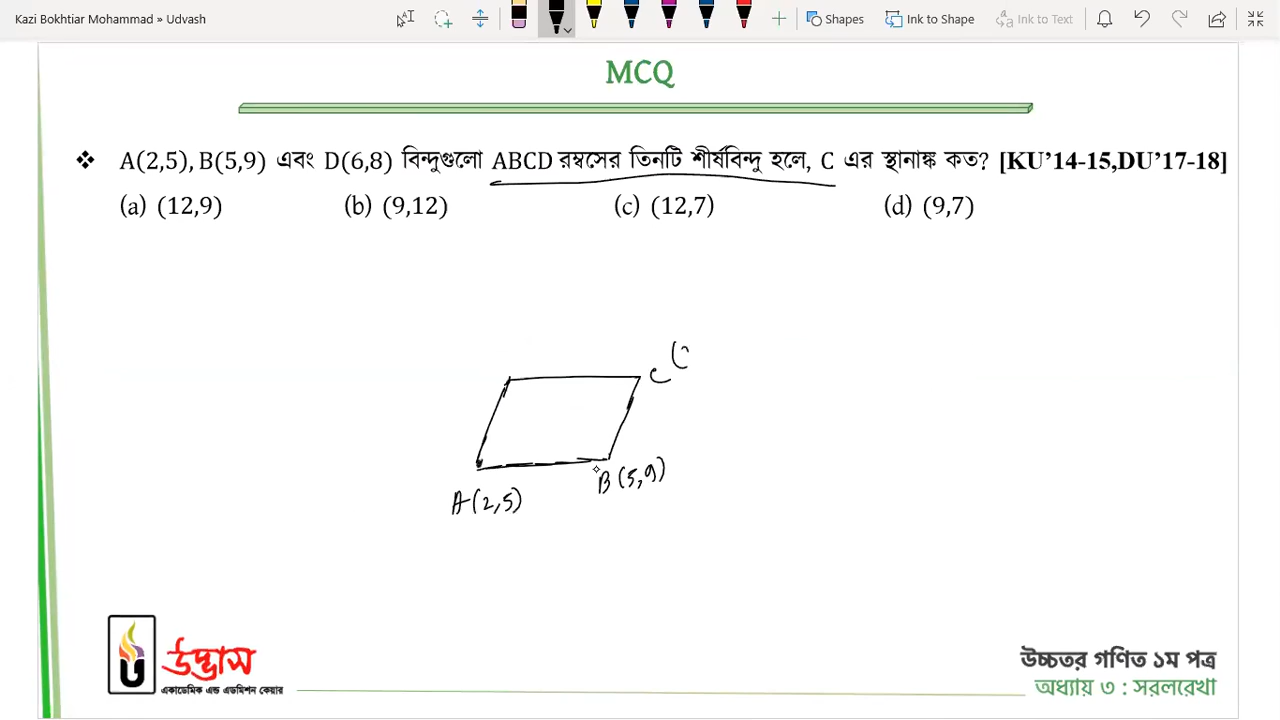 Kazi Bokhtiar Mohammad » Udvash
Shapes
Ink to Shape
Ink to Text
MCQ
❖ A(2,5), B(5,9) এবং D(6,8) বিন্দুগুলো ABCD রম্বসের তিনটি শীর্ষবিন্দু হলে, C এর স্থানাঙ্ক কত? [KU’14-15,DU’17-18]
(a) (12,9) (b) (9,12) (c) (12,7) (d) (9,7)
C (
B (5,9)
A (2,5)
উদ্ভাস
একাডেমিক এন্ড এডমিশন কেয়ার
উচ্চতর গণিত ১ম পত্র
অধ্যায় ৩ : সরলরেখা